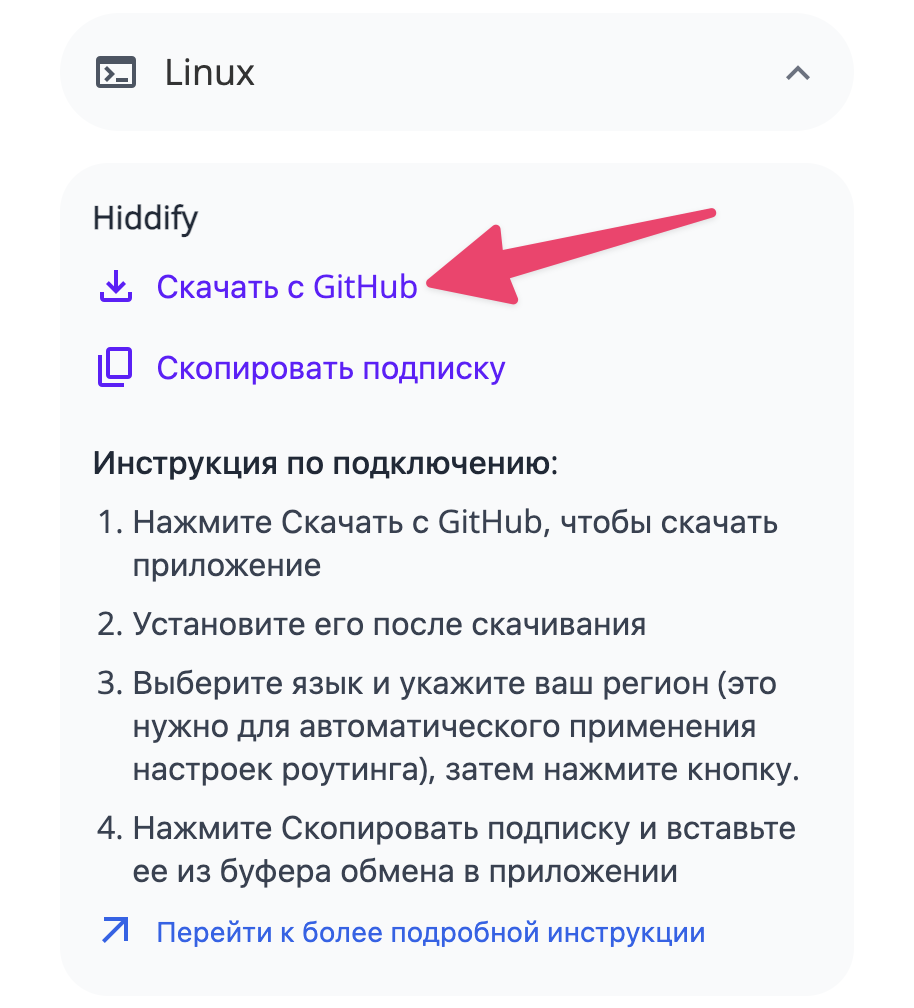 Linux
Hiddify
Скачать с GitHub
Скопировать подписку
Инструкция по подключению:
1. Нажмите Скачать с GitHub, чтобы скачать
приложение
2. Установите его после скачивания
3. Выберите язык и укажите ваш регион (это
нужно для автоматического применения
настроек роутинга), затем нажмите кнопку.
4. Нажмите Скопировать подписку и вставьте
ее из буфера обмена в приложении
Перейти к более подробной инструкции